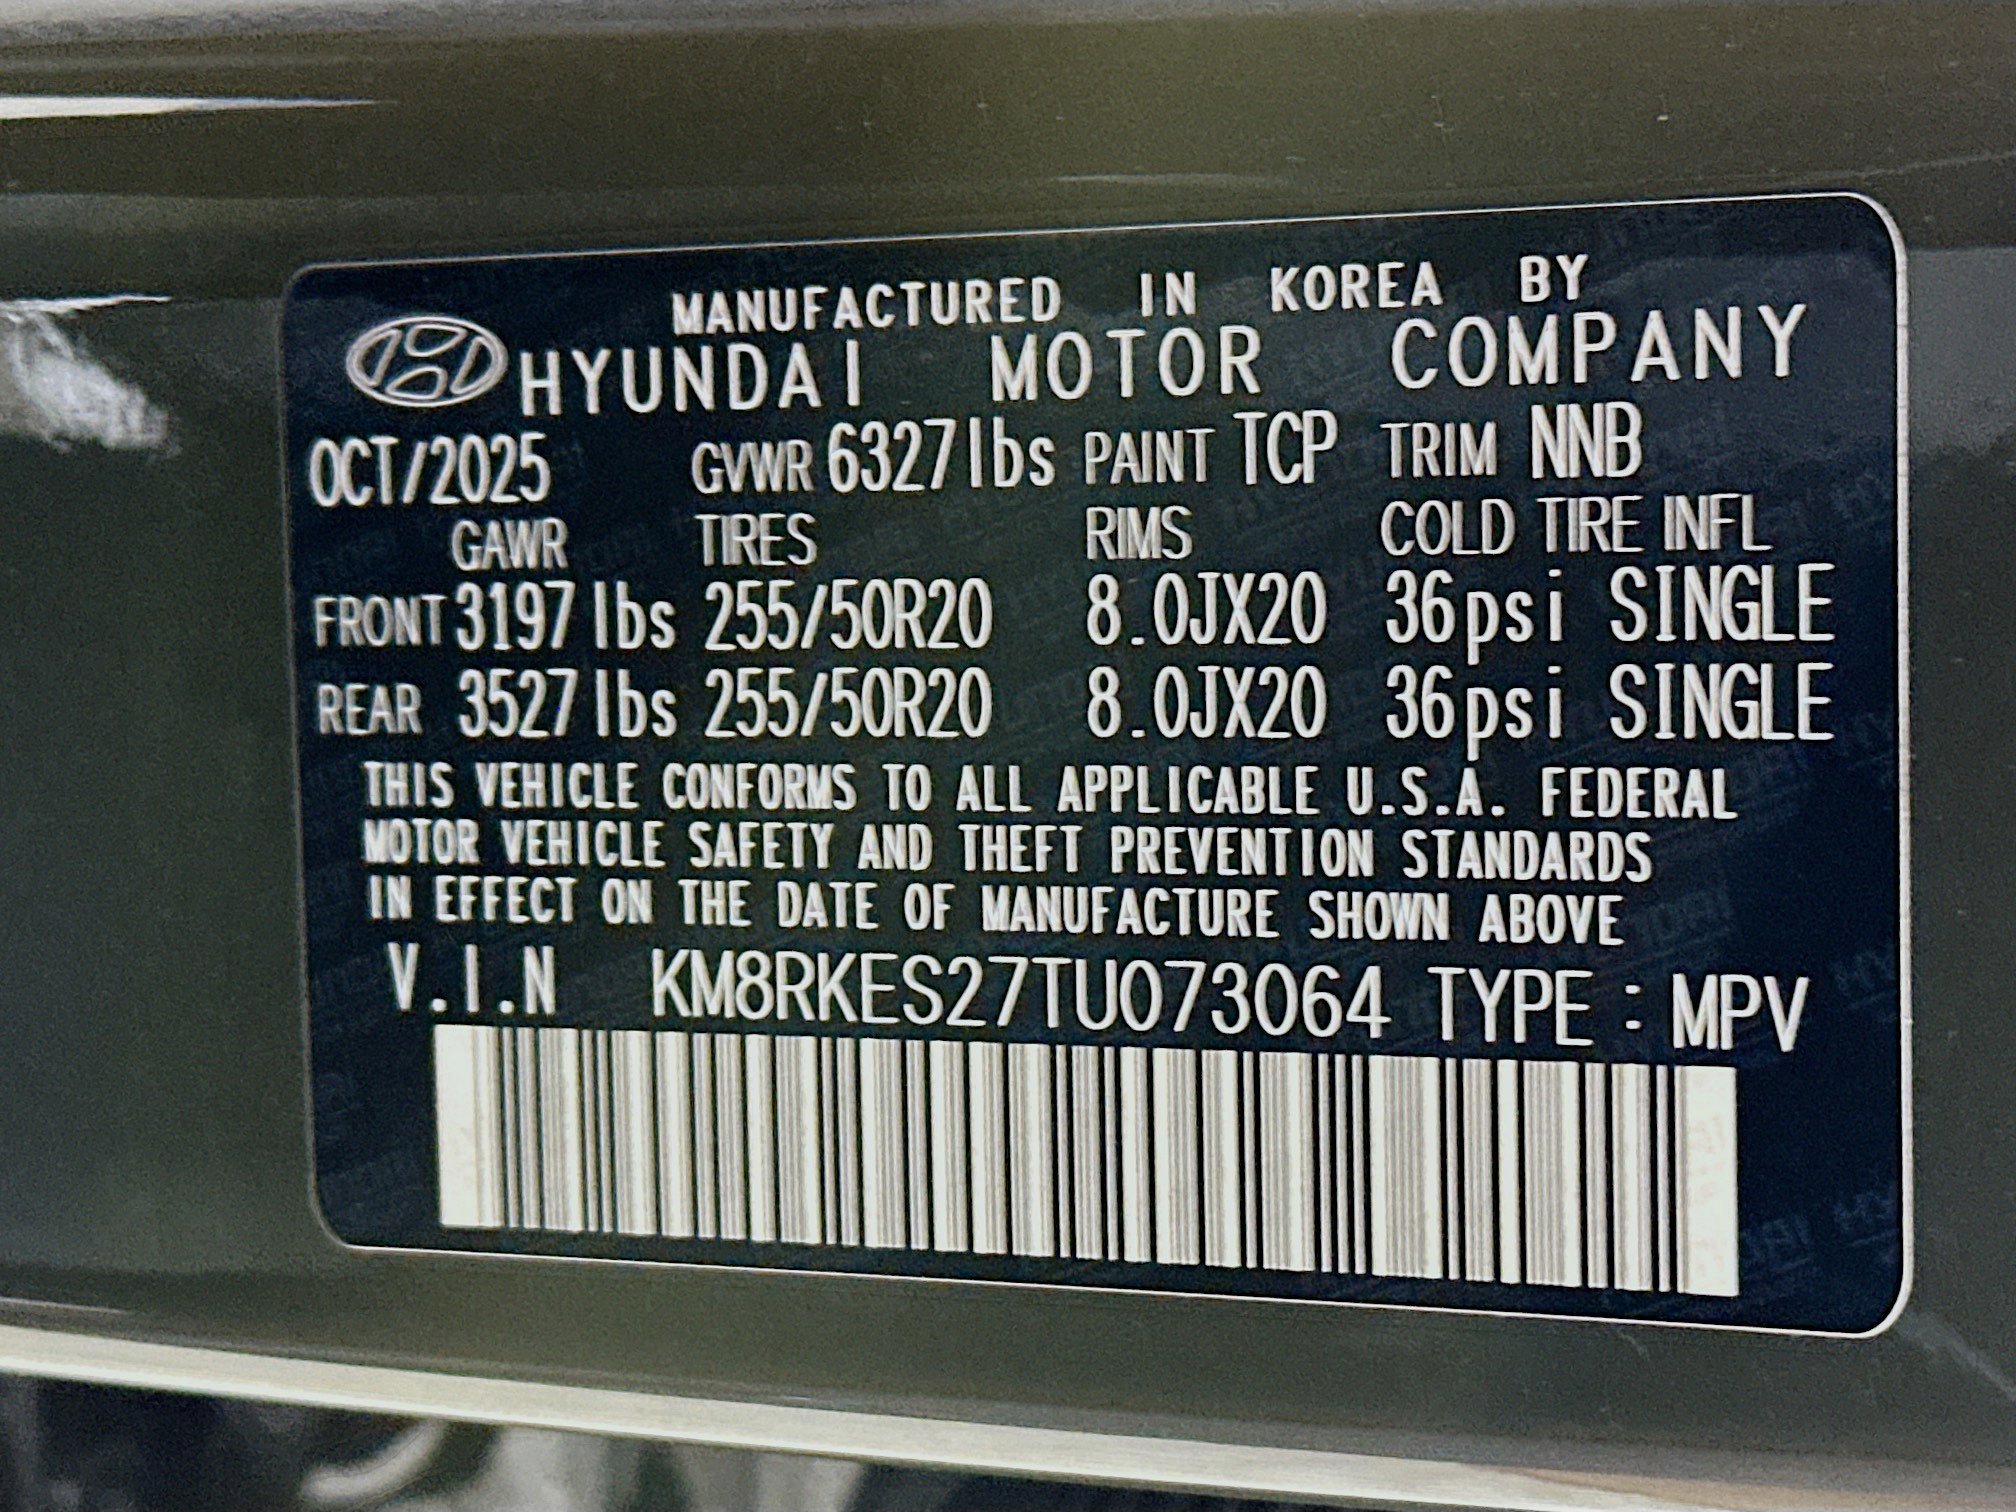 MANUFACTURED IN KOREA BY
HYUNDAI MOTOR COMPANY
OCT/2025 GVWR 6327lbs PAINT TCP TRIM NNB
GAWR TIRES RIMS COLD TIRE INFL
FRONT 3197 lbs 255/50R20 8.0JX20 36psi SINGLE
REAR 3527 lbs 255/50R20 8.0JX20 36psi SINGLE
THIS VEHICLE CONFORMS TO ALL APPLICABLE U.S.A. FEDERAL
MOTOR VEHICLE SAFETY AND THEFT PREVENTION STANDARDS
IN EFFECT ON THE DATE OF MANUFACTURE SHOWN ABOVE
V.I.N KM8RKES27TU073064 TYPE : MPV